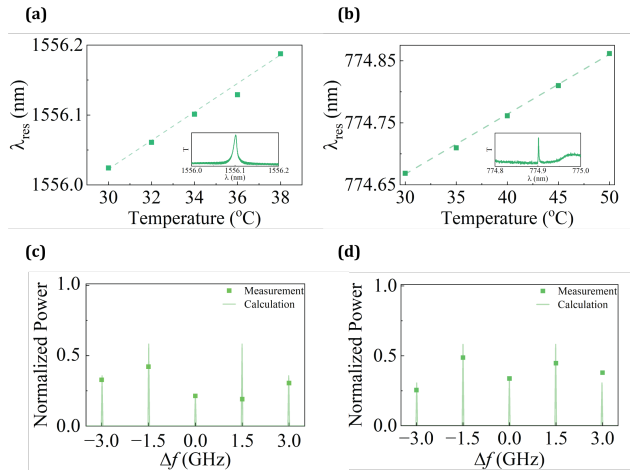 (a)
1556.2
1556.1
1556.0
λres (nm)
T
1556.0 1556.1 1556.2
λ (nm)
30 32 34 36 38
Temperature (°C)
(b)
774.85
774.75
774.65
λres (nm)
T
774.8 774.9 775.0
λ (nm)
30 35 40 45 50
Temperature (°C)
(c)
1.0
0.5
0.0
Normalized Power
Measurement
Calculation
−3.0 −1.5 0.0 1.5 3.0
Δf (GHz)
(d)
1.0
0.5
0.0
Normalized Power
Measurement
Calculation
−3.0 −1.5 0.0 1.5 3.0
Δf (GHz)